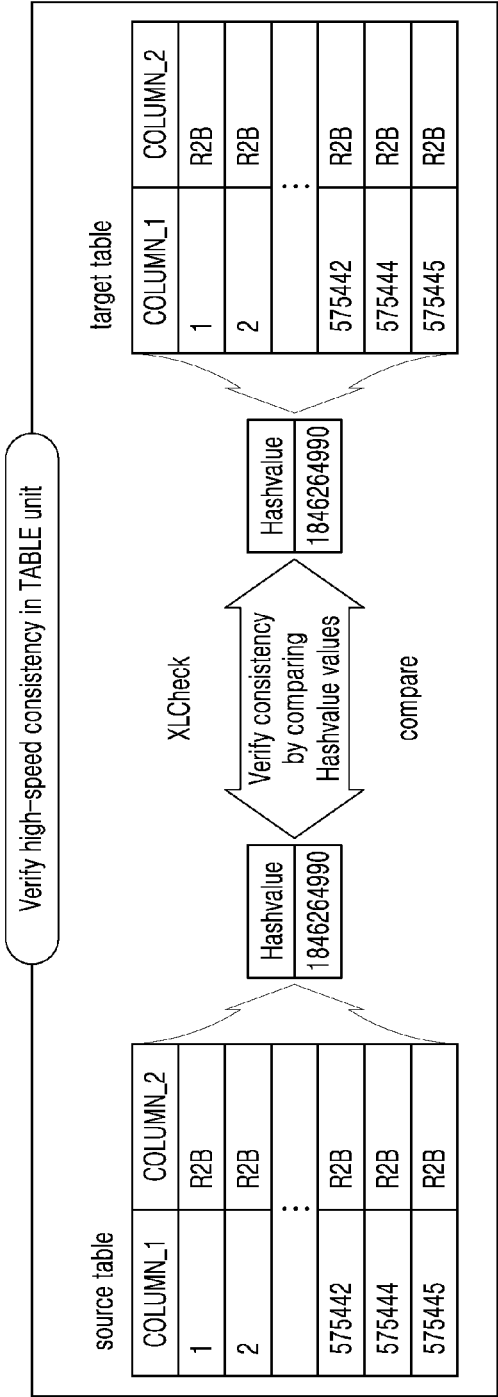 Verify high-speed consistency in TABLE unit
source table
COLUMN_1 COLUMN_2
1 R2B
2 R2B
...
575442 R2B
575444 R2B
575445 R2B
Hashvalue
1846264990
XLCheck
Verify consistency
by comparing
Hashvalue values
compare
Hashvalue
1846264990
target table
COLUMN_1 COLUMN_2
1 R2B
2 R2B
...
575442 R2B
575444 R2B
575445 R2B